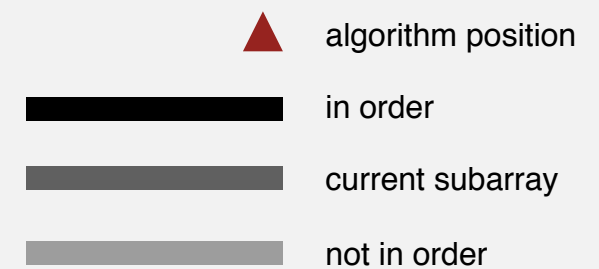 algorithm position
in order
current subarray
not in order